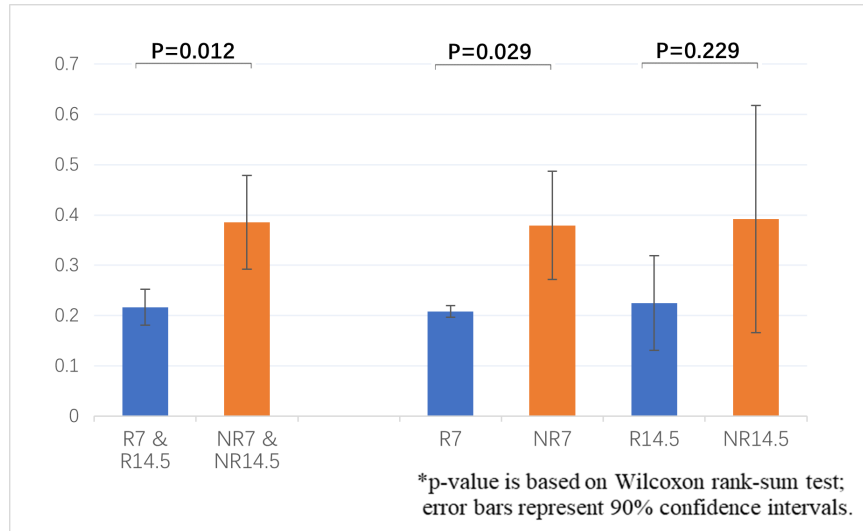 P=0.012
P=0.029
P=0.229
0.7
0.6
0.5
0.4
0.3
0.2
0.1
0
R7 &
R14.5
NR7 &
NR14.5
R7
NR7
R14.5
NR14.5
*p-value is based on Wilcoxon rank-sum test;
error bars represent 90% confidence intervals.